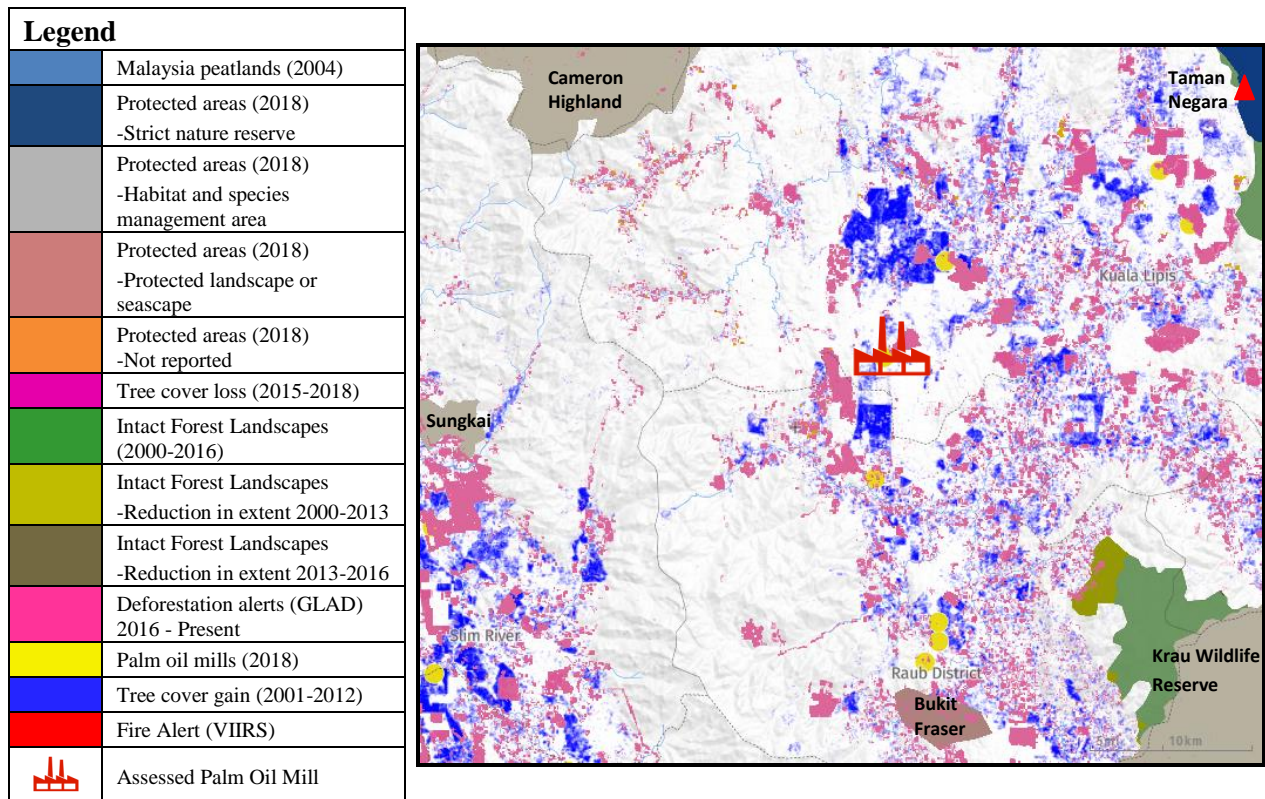 Legend
Malaysia peatlands (2004)
Protected areas (2018)
-Strict nature reserve
Protected areas (2018)
-Habitat and species
management area
Protected areas (2018)
-Protected landscape or
seascape
Protected areas (2018)
-Not reported
Tree cover loss (2015-2018)
Intact Forest Landscapes
(2000-2016)
Intact Forest Landscapes
-Reduction in extent 2000-2013
Intact Forest Landscapes
-Reduction in extent 2013-2016
Deforestation alerts (GLAD)
2016 - Present
Palm oil mills (2018)
Tree cover gain (2001-2012)
Fire Alert (VIIRS)
Assessed Palm Oil Mill
Cameron
Highland
Taman
Negara
Kuala Lipis
Sungkai
Slim River
Raub District
Krau Wildlife
Reserve
Bukit
Fraser
5mi 10km